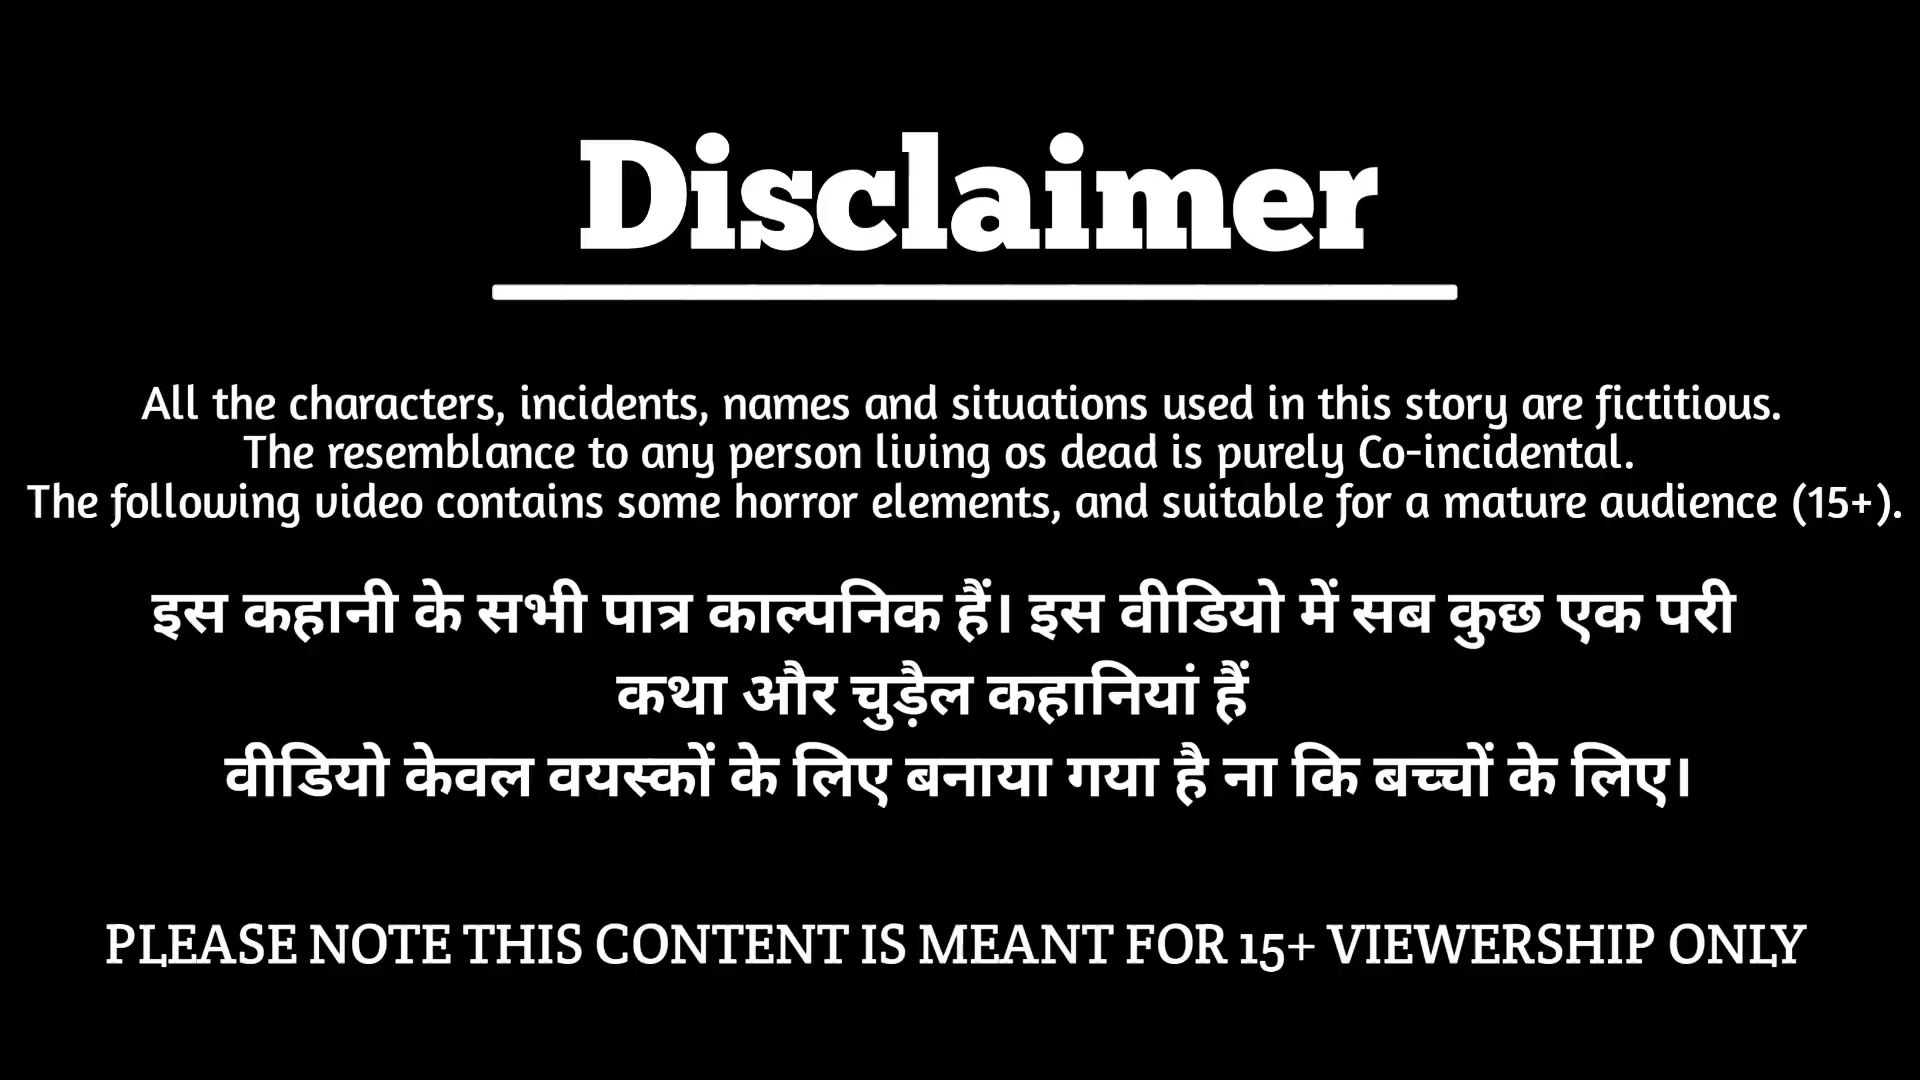 Disclaimer
All the characters, incidents, names and situations used in this story are fictitious.
The resemblance to any person living os dead is purely Co-incidental.
The following video contains some horror elements, and suitable for a mature audience (15+).
इस कहानी के सभी पात्र काल्पनिक हैं। इस वीडियो में सब कुछ एक परी
कथा और चुड़ैल कहानियां हैं
वीडियो केवल वयस्कों के लिए बनाया गया है ना कि बच्चों के लिए।
PLEASE NOTE THIS CONTENT IS MEANT FOR 15+ VIEWERSHIP ONLY